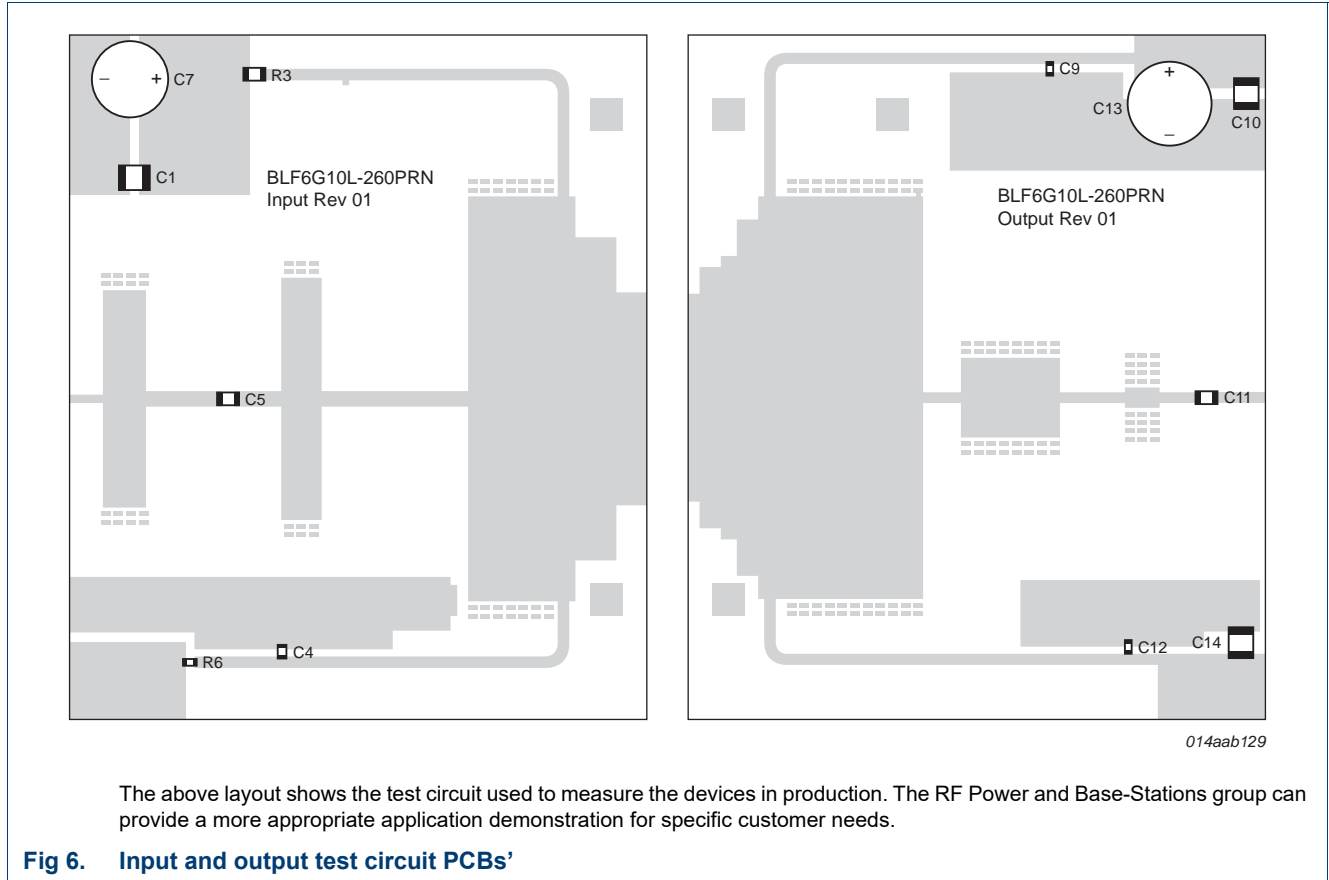 − + C7
R3
C1
BLF6G10L-260PRN
Input Rev 01
C5
C4
R6
C9
+
C13
−
C10
BLF6G10L-260PRN
Output Rev 01
C11
C12
C14
014aab129
The above layout shows the test circuit used to measure the devices in production. The RF Power and Base-Stations group can
provide a more appropriate application demonstration for specific customer needs.
Fig 6. Input and output test circuit PCBs’